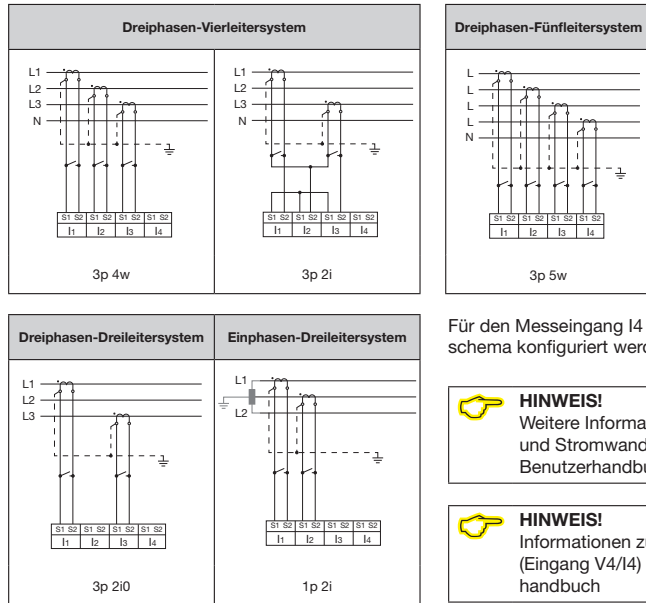 Dreiphasen-Vierleitersystem
L1
L2
L3
N
S1 S2 S1 S2 S1 S2 S1 S2
I1 I2 I3 I4
3p 4w
L1
L2
L3
N
S1 S2 S1 S2 S1 S2 S1 S2
I1 I2 I3 I4
3p 2i
Dreiphasen-Fünfleitersystem
L
L
L
L
N
S1 S2 S1 S2 S1 S2 S1 S2
I1 I2 I3 I4
3p 5w
Dreiphasen-Dreileitersystem
L1
L2
L3
S1 S2 S1 S2 S1 S2 S1 S2
I1 I2 I3 I4
3p 2i0
Einphasen-Dreileitersystem
L1
L2
S1 S2 S1 S2 S1 S2 S1 S2
I1 I2 I3 I4
1p 2i
Für den Messeingang I4
schema konfiguriert werd
HINWEIS!
Weitere Informa
und Stromwand
Benutzerhandbu
HINWEIS!
Informationen zu
(Eingang V4/I4)
handbuch